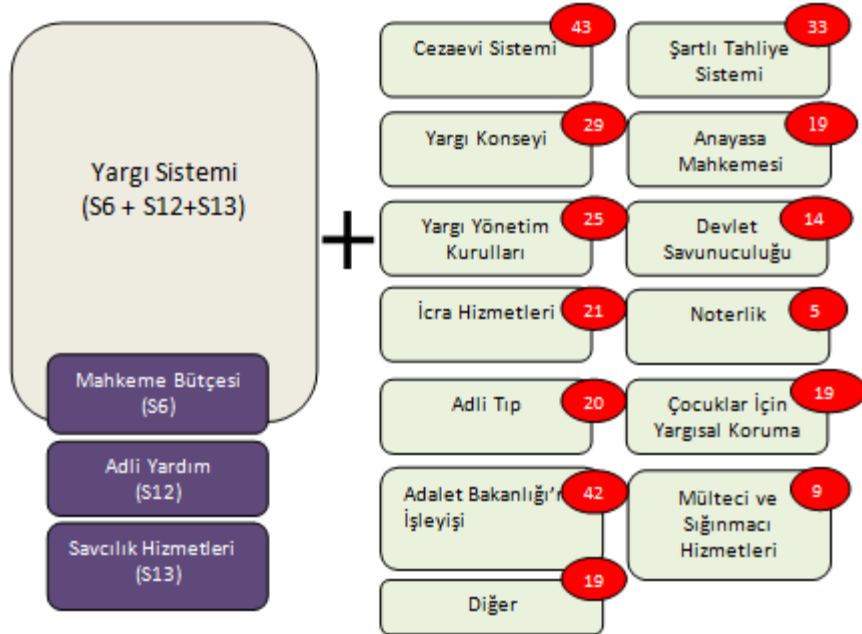 Yargı Sistemi
(S6 + S12+S13)
Mahkeme Bütçesi
(S6)
Adli Yardım
(S12)
Savcılık Hizmetleri
(S13)
+
Cezaevi Sistemi
43
Şartlı Tahliye
Sistemi
33
Yargı Konseyi
29
Anayasa
Mahkemesi
19
Yargı Yönetim
Kurulları
25
Devlet
Savunuculuğu
14
İcra Hizmetleri
21
Noterlik
5
Adli Tıp
20
Çocuklar İçin
Yargısal Koruma
19
Adalet
İşleyişi
42
Mülteci ve
Sığınmacı
Hizmetleri
9
Diğer
19